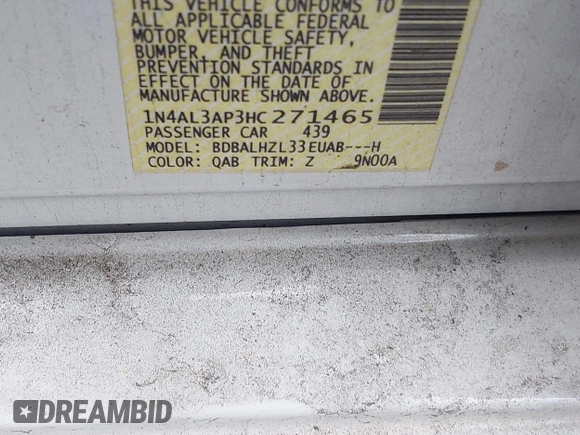 THIS VEHICLE CONFORMS TO
ALL APPLICABLE FEDERAL
MOTOR VEHICLE SAFETY,
BUMPER, AND THEFT
PREVENTION STANDARDS IN
EFFECT ON THE DATE OF
MANUFACTURE SHOWN ABOVE.
1N4AL3AP3HC271465
PASSENGER CAR 439
MODEL: BDBALHZL33EUAB---H
COLOR: QAB TRIM: Z 9N00A
DREAMBID